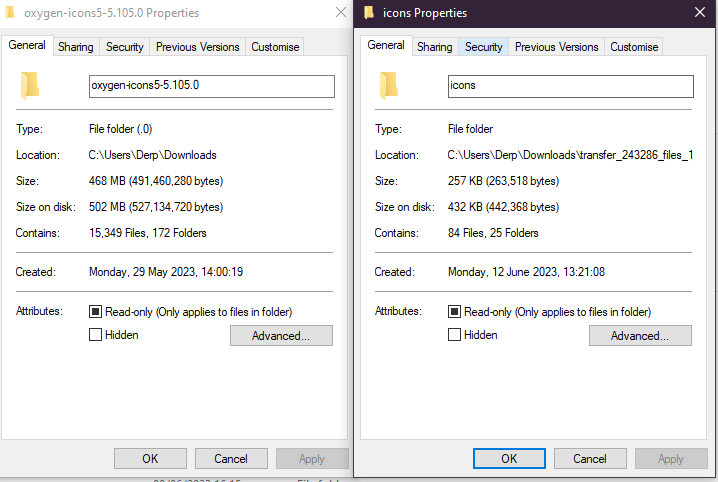 oxygen-icons5-5.105.0 Properties
General Sharing Security Previous Versions Customise
oxygen-icons5-5.105.0
Type: File folder (.0)
Location: C:\Users\Derp\Downloads
Size: 468 MB (491,460,280 bytes)
Size on disk: 502 MB (527,134,720 bytes)
Contains: 15,349 Files, 172 Folders
Created: Monday, 29 May 2023, 14:00:19
Attributes: Read-only (Only applies to files in folder)
Hidden Advanced...
OK Cancel Apply
icons Properties
General Sharing Security Previous Versions Customise
icons
Type: File folder
Location: C:\Users\Derp\Downloads\transfer_243286_files_1
Size: 257 KB (263,518 bytes)
Size on disk: 432 KB (442,368 bytes)
Contains: 84 Files, 25 Folders
Created: Monday, 12 June 2023, 13:21:08
Attributes: Read-only (Only applies to files in folder)
Hidden Advanced...
OK Cancel Apply